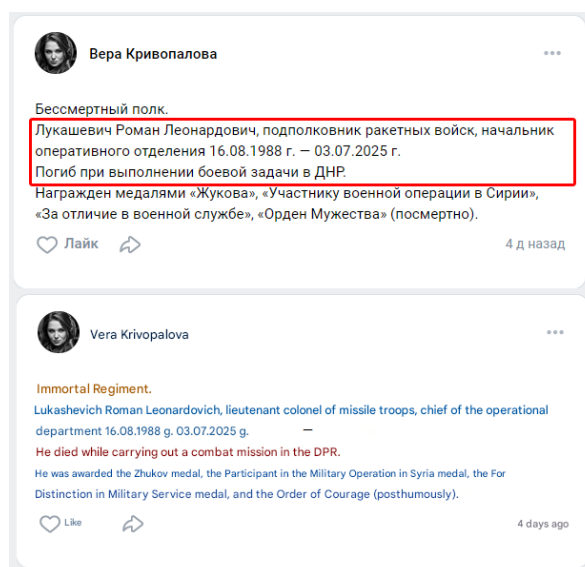 Вера Кривопалова
Бессмертный полк.
Лукашевич Роман Леонардович, подполковник ракетных войск, начальник
оперативного отделения 16.08.1988 г. — 03.07.2025 г.
Погиб при выполнении боевой задачи в ДНР.
Награжден медалями «Жукова», «Участнику военной операции в Сирии»,
«За отличие в военной службе», «Орден Мужества» (посмертно).
Лайк
4 д назад
Vera Krivopalova
Immortal Regiment.
Lukashevich Roman Leonardovich, lieutenant colonel of missile troops, chief of the operational
department 16.08.1988 g. 03.07.2025 g. —
He died while carrying out a combat mission in the DPR.
He was awarded the Zhukov medal, the Participant in the Military Operation in Syria medal, the For
Distinction in Military Service medal, and the Order of Courage (posthumously).
Like
4 days ago